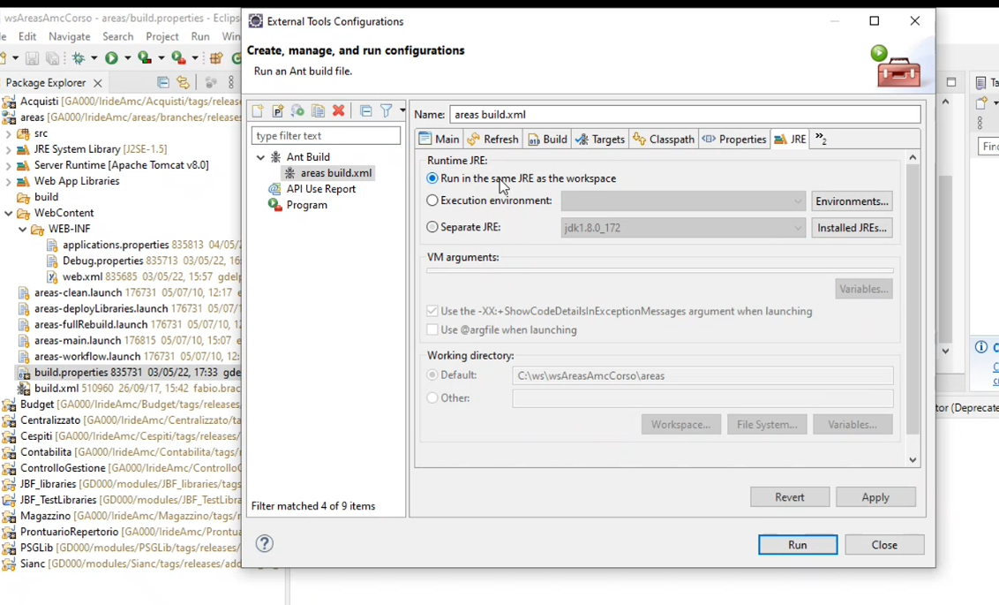 wsAreasAmcCorso - areas/build.properties - Eclips
e Edit Navigate Search Project Run Win
Package Explorer
Acquisti [GA000/IrideAmc/Acquisti/tags/release
areas [GA000/IrideAmc/areas/branches/release
src
JRE System Library [J2SE-1.5]
Server Runtime [Apache Tomcat v8.0]
Web App Libraries
build
WebContent
WEB-INF
applications.properties 835813 04/05/2
Debug.properties 835713 03/05/22, 16:
web.xml 835685 03/05/22, 15:57 gdelp
areas-clean.launch 176731 05/07/10, 12:17 e
areas-deployLibraries.launch 176731 05/07/
areas-fullRebuild.launch 176731 05/07/10, 12
areas-main.launch 176815 05/07/10, 15:07 e
areas-workflow.launch 176731 05/07/10, 12:
build.properties 835731 03/05/22, 17:33 gde
build.xml 510960 26/09/17, 15:42 fabio.brac
Budget [GA000/IrideAmc/Budget/tags/releases,
Centralizzato [GA000/IrideAmc/Centralizzato/ta
Cespiti [GA000/IrideAmc/Cespiti/tags/releases/
Contabilita [GA000/IrideAmc/Contabilita/tags/
ControlloGestione [GA000/IrideAmc/Controllo
JBF_libraries [GD000/modules/JBF_libraries/tags
JBF_TestLibraries [GD000/modules/JBF_TestLibra
Magazzino [GA000/IrideAmc/Magazzino/tags/r
ProntuarioRepertorio [GA000/IrideAmc/Prontua
PSGLib [GD000/modules/PSGLib/tags/releases/
Sianc [GD000/modules/Sianc/tags/releases/add
External Tools Configurations
Create, manage, and run configurations
Run an Ant build file.
type filter text
Ant Build
areas build.xml
API Use Report
Program
Filter matched 4 of 9 items
Name: areas build.xml
Main Refresh Build Targets Classpath Properties JRE »2
Runtime JRE:
Run in the same JRE as the workspace
Execution environment: Environments...
Separate JRE: jdk1.8.0_172 Installed JREs...
VM arguments:
Variables...
Use the -XX:+ShowCodeDetailsInExceptionMessages argument when launching
Use @argfile when launching
Working directory:
Default: C:\ws\wsAreasAmcCorso\areas
Other:
Workspace... File System... Variables...
Revert Apply
Run Close
Ta
Finc
tor (Deprecate